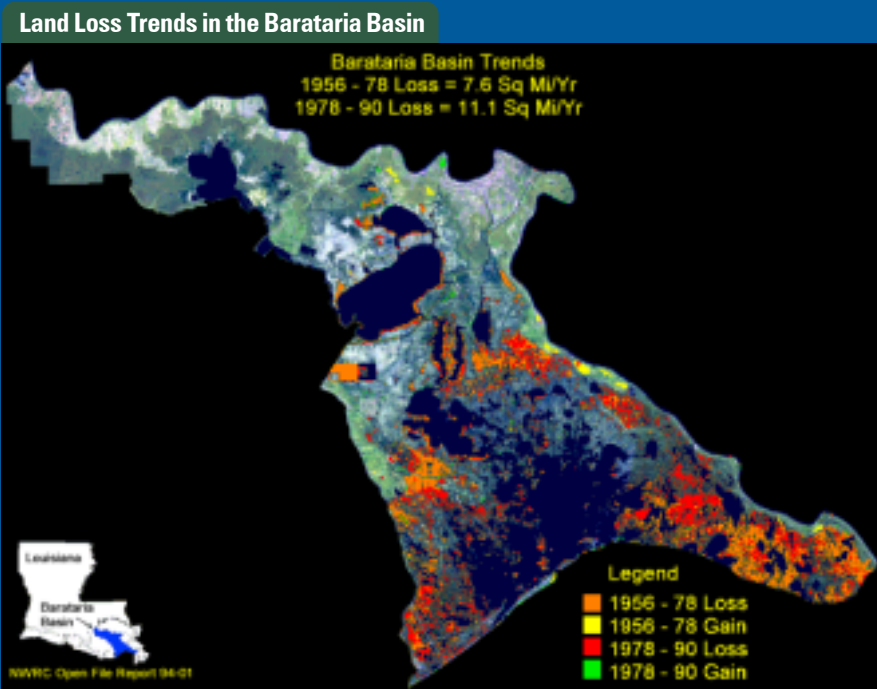 Land Loss Trends in the Barataria Basin
Barataria Basin Trends
1956 - 78 Loss = 7.6 Sq Mi/Yr
1978 - 90 Loss = 11.1 Sq Mi/Yr
Louisiana
Barataria
Basin
NWRC Open File Report 94-01
Legend
1956 - 78 Loss
1956 - 78 Gain
1978 - 90 Loss
1978 - 90 Gain